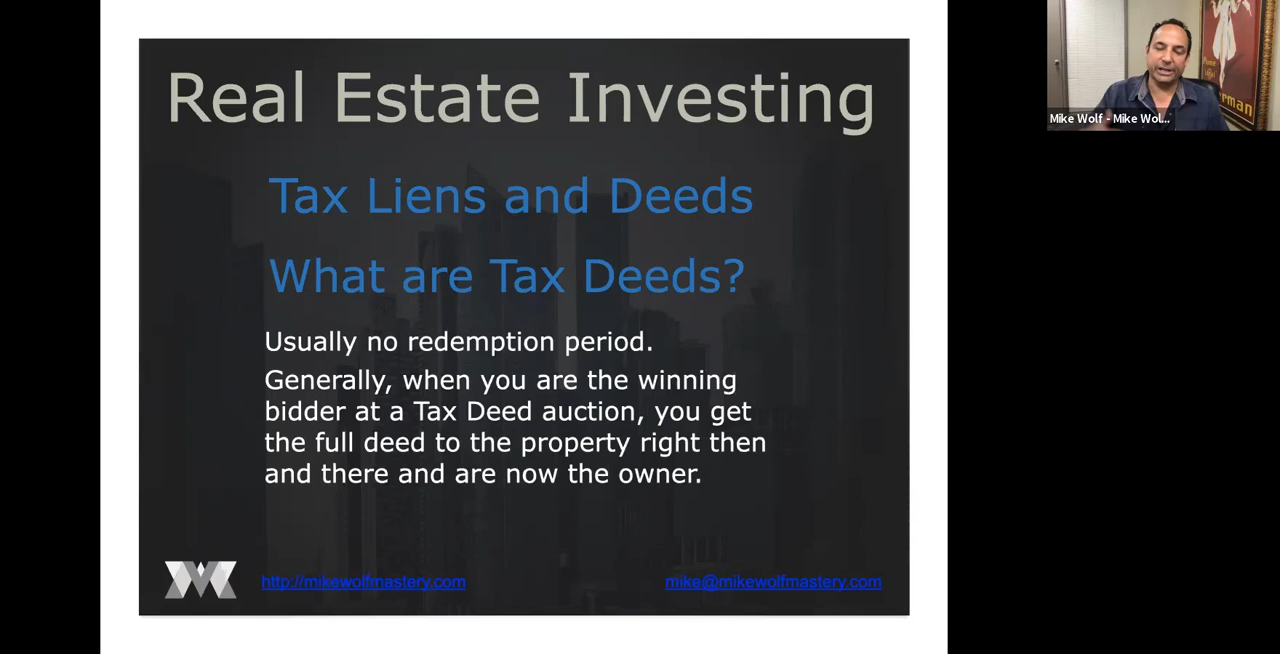 Real Estate Investing
Tax Liens and Deeds
What are Tax Deeds?
Usually no redemption period.
Generally, when you are the winning
bidder at a Tax Deed auction, you get
the full deed to the property right then
and there and are now the owner.
http://mikewolfmastery.com
mike@mikewolfmastery.com
Mike Wolf - Mike Wol...